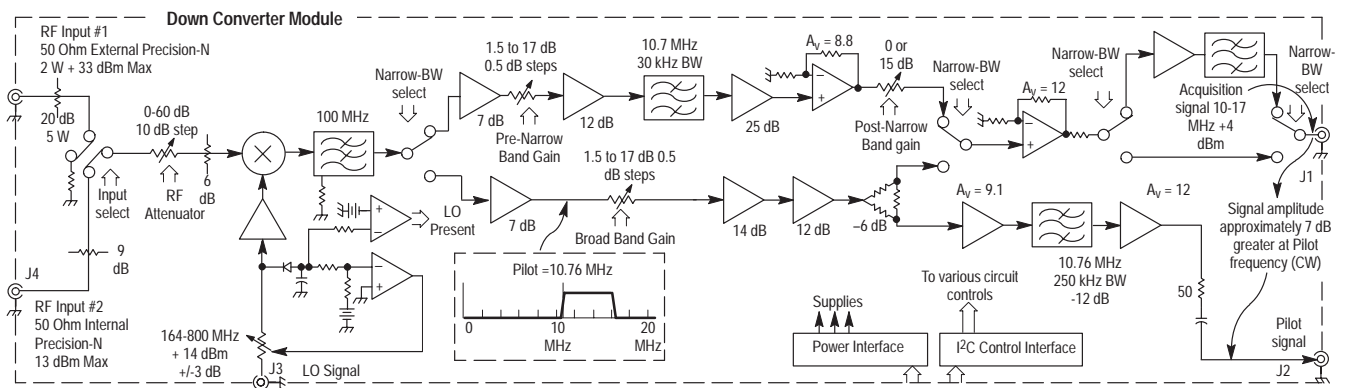 Down Converter Module
RF Input #1
50 Ohm External Precision-N
2 W + 33 dBm Max
20 dB
5 W
0-60 dB
10 dB step
RF
Attenuator
Input
select
6
dB
9
dB
J4
RF Input #2
50 Ohm Internal
Precision-N
13 dBm Max
100 MHz
LO
Present
164-800 MHz
+ 14 dBm
+/-3 dB
J3
LO Signal
Narrow-BW
select
1.5 to 17 dB
0.5 dB steps
7 dB
Pre-Narrow
Band Gain
12 dB
10.7 MHz
30 kHz BW
25 dB
Av = 8.8
0 or
15 dB
Post-Narrow
Band gain
Narrow-BW
select
Av = 12
Narrow-BW
select
Acquisition
signal 10-17
MHz +4
dBm
Narrow-
BW
select
J1
7 dB
1.5 to 17 dB 0.5
dB steps
Broad Band Gain
14 dB
12 dB
–6 dB
Av = 9.1
10.76 MHz
250 kHz BW
-12 dB
Av = 12
50
Signal amplitude
approximately 7 dB
greater at Pilot
frequency (CW)
Pilot
signal
J2
Pilot =10.76 MHz
0
10
20
MHz
MHz
Supplies
Power Interface
To various circuit
controls
I²C Control Interface